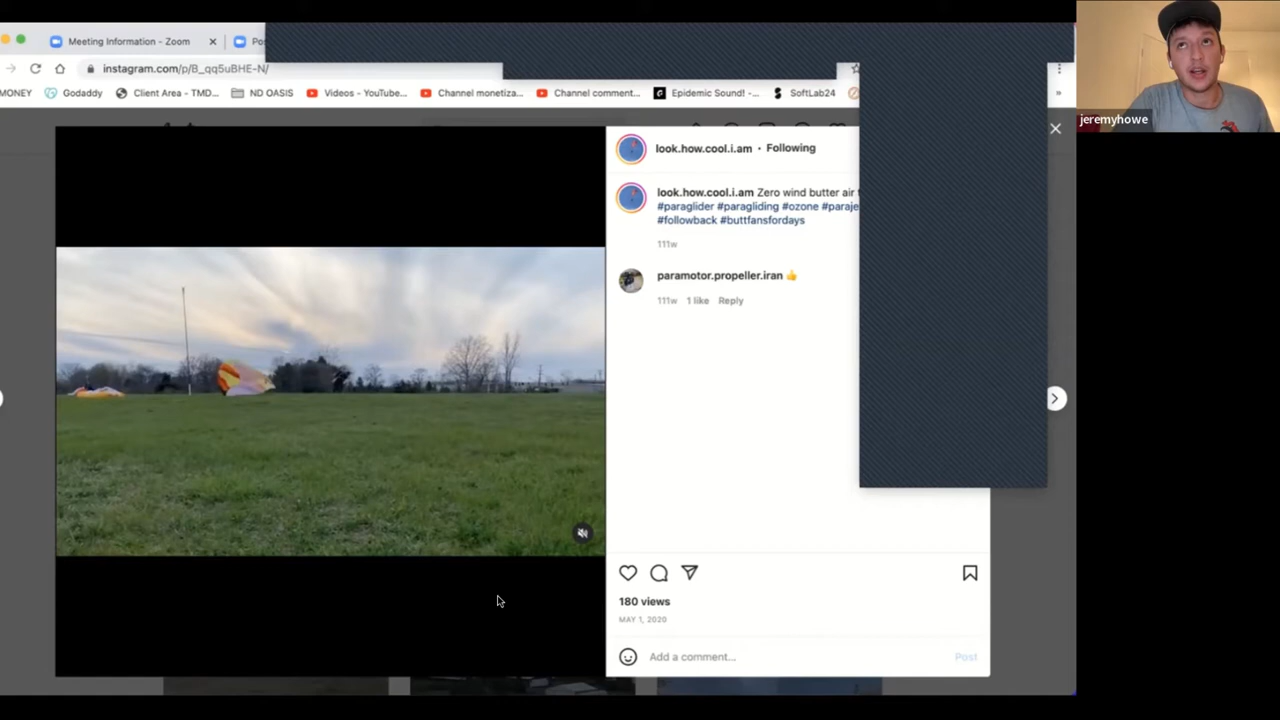 Meeting Information - Zoom
Pos
instagram.com/p/B_qq5uBHE-N/
MONEY
Godaddy
Client Area - TMD...
ND OASIS
Videos - YouTube...
Channel monetiza...
Channel comment...
Epidemic Sound! -...
SoftLab24
»
jeremyhowe
look.how.cool.i.am • Following
look.how.cool.i.am Zero wind butter air
#paraglider #paragliding #ozone #paraje
#followback #buttfansfordays
111w
paramotor.propeller.iran 👍
111w 1 like Reply
180 views
MAY 1, 2020
Add a comment... Post